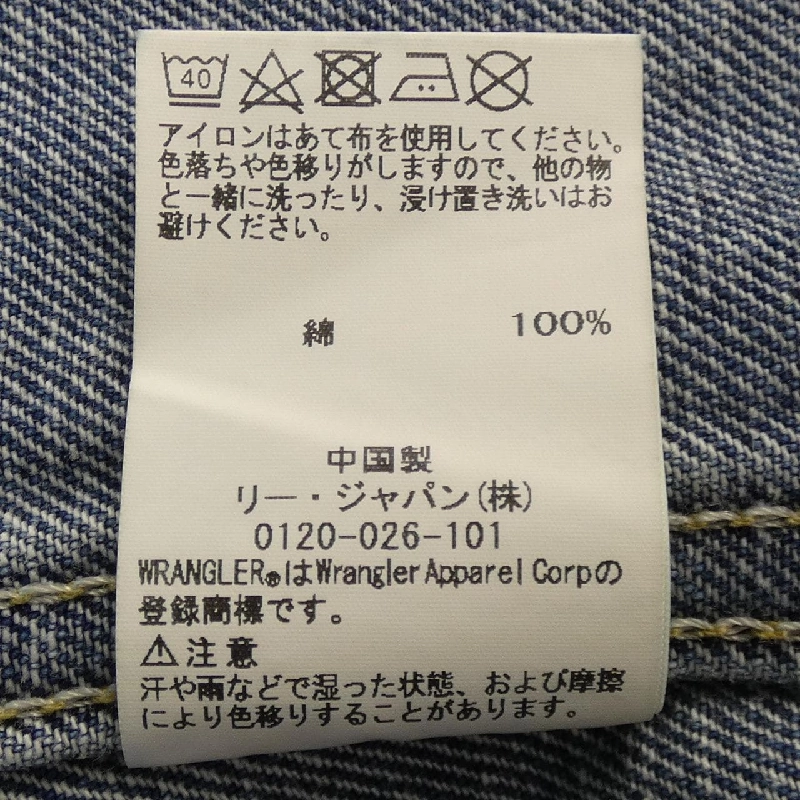 40
アイロンはあて布を使用してください。
色落ちや色移りがしますので、他の物
と一緒に洗ったり、浸け置き洗いはお
避けください。
綿 100%
中国製
リー・ジャパン(株)
0120-026-101
WRANGLER®はWrangler Apparel Corpの
登録商標です。
⚠注意
汗や雨などで湿った状態、および摩擦
により色移りすることがあります。